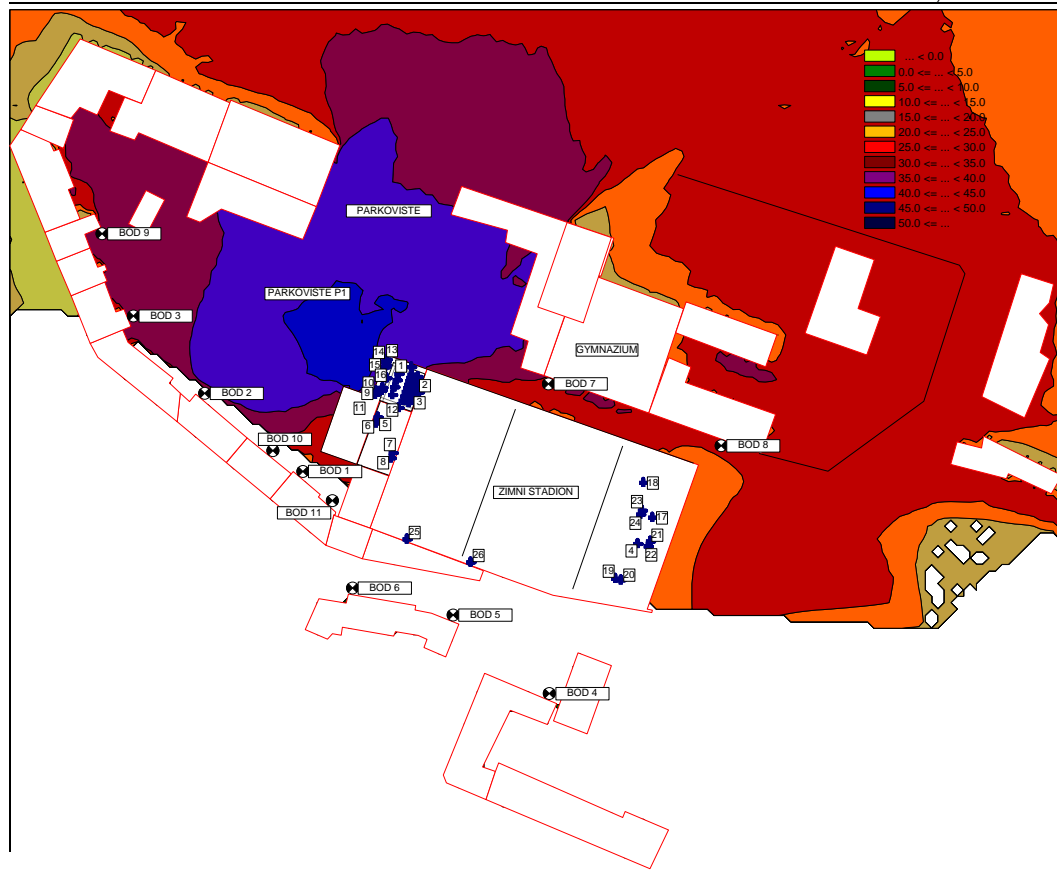 ... < 0.0
0.0 <= ... < 5.0
5.0 <= ... < 10.0
10.0 <= ... < 15.0
15.0 <= ... < 20.0
20.0 <= ... < 25.0
25.0 <= ... < 30.0
30.0 <= ... < 35.0
35.0 <= ... < 40.0
40.0 <= ... < 45.0
45.0 <= ... < 50.0
50.0 <= ...
PARKOVISTE
BOD 9
PARKOVISTE P1
BOD 3
GYMNAZIUM
14
13
15
1
16
10
2
9
3
11
12
6
5
7
8
BOD 7
BOD 2
BOD 10
BOD 1
BOD 11
BOD 8
ZIMNI STADION
18
23
17
24
21
4
22
19
20
25
26
BOD 6
BOD 5
BOD 4